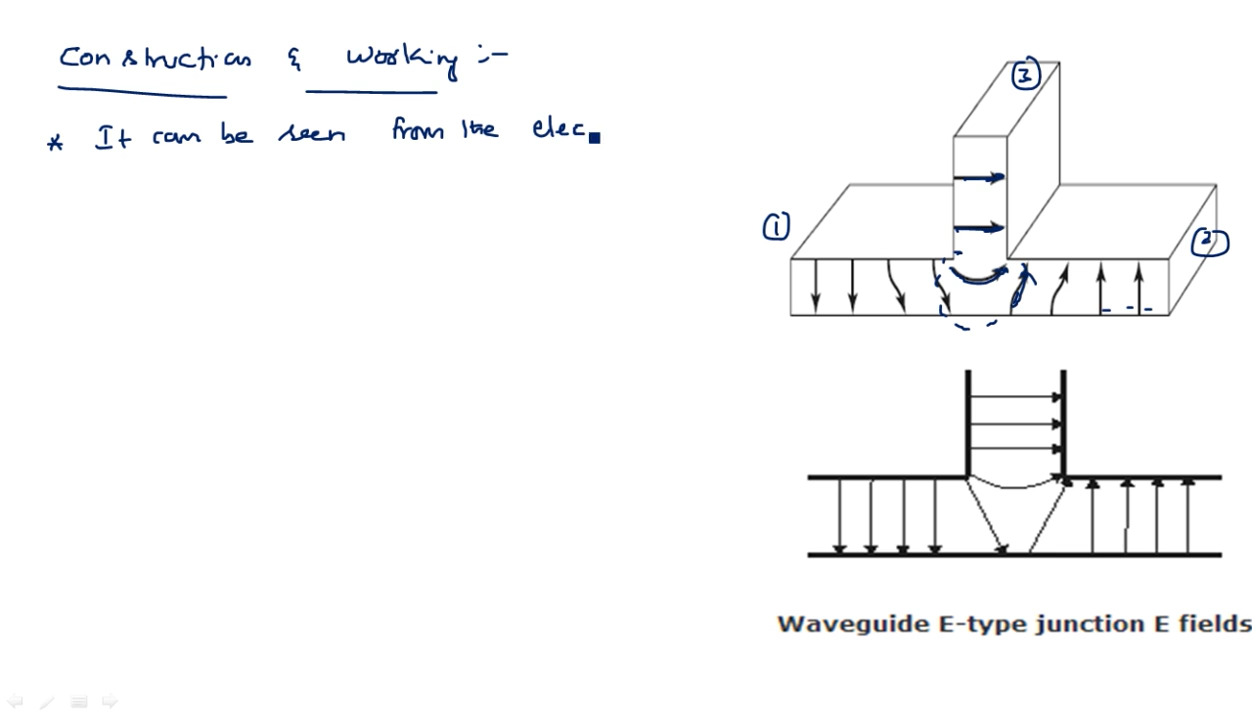 Construction & working :-
* It can be seen from the elec
3
1
2
Waveguide E-type junction E fields